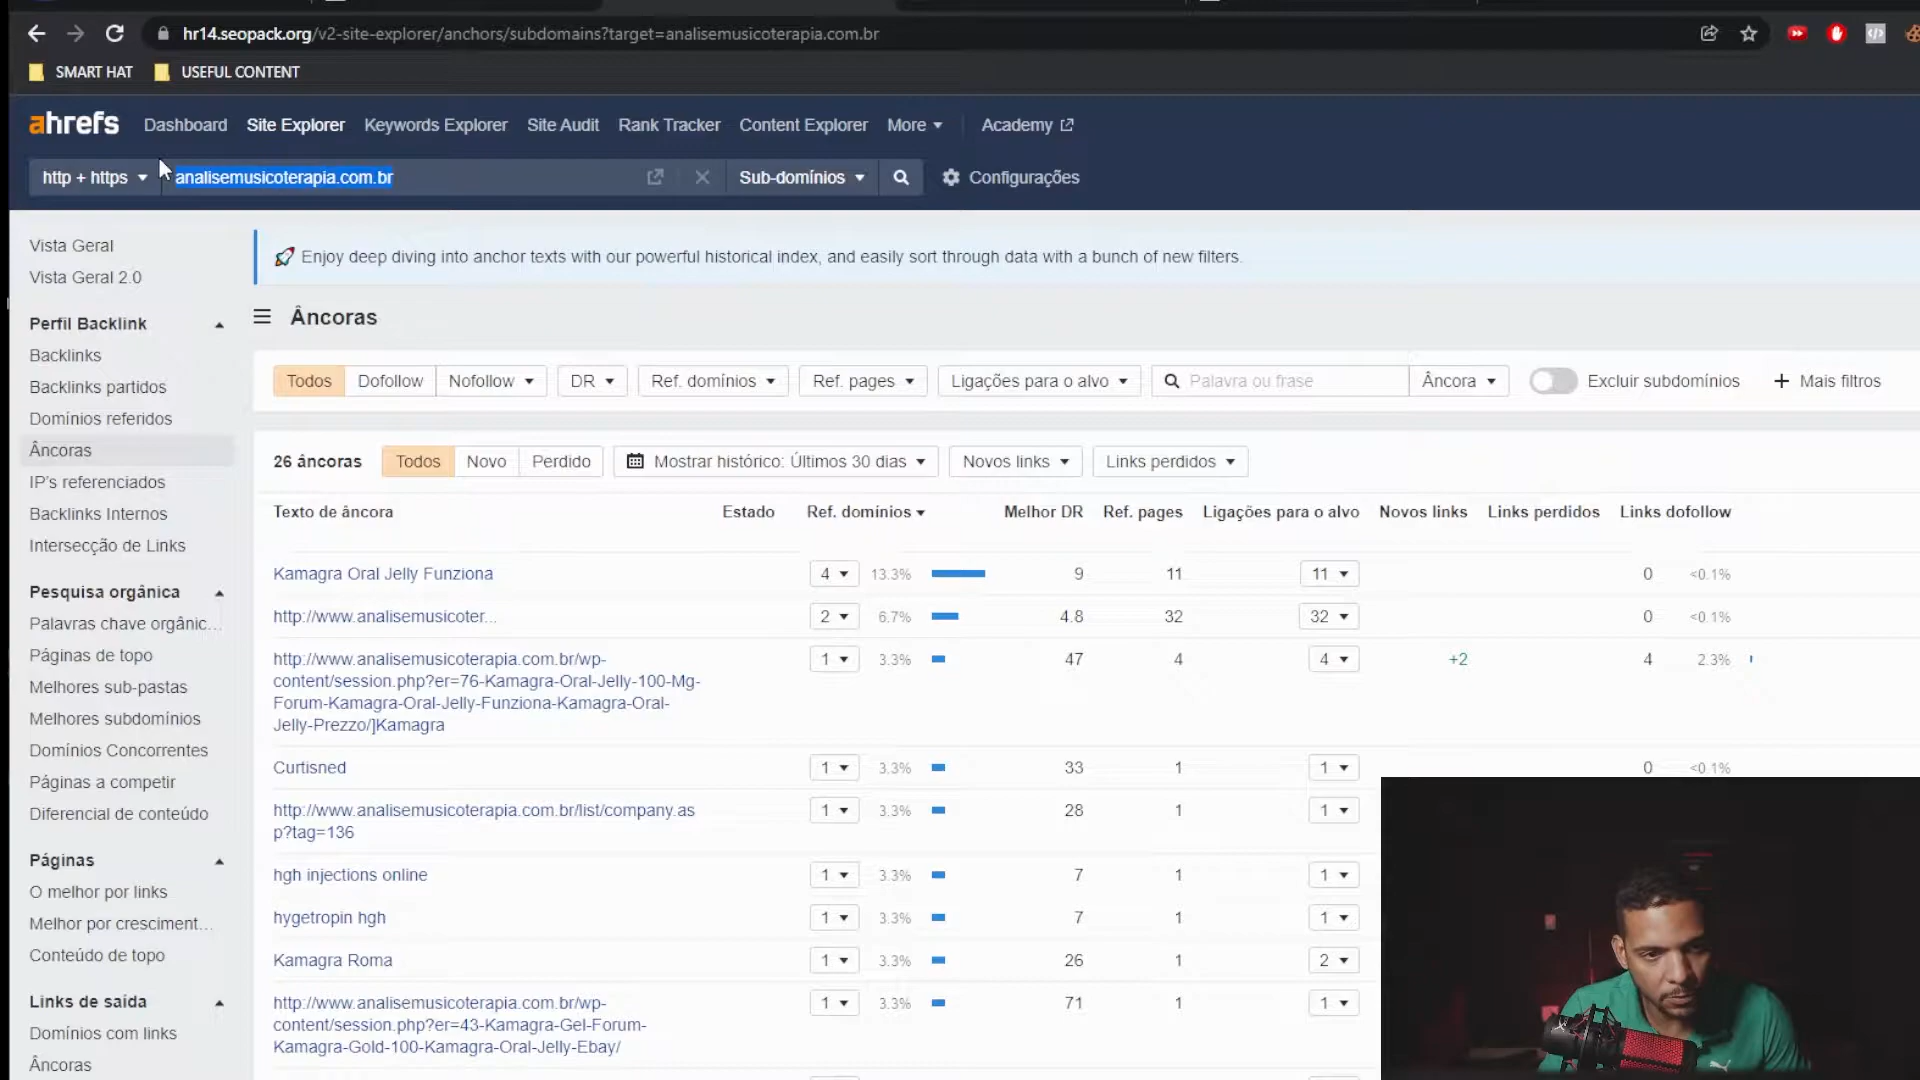 hr14.seopack.org/v2-site-explorer/anchors/subdomains?target=analisemusicoterapia.com.br
SMART HAT USEFUL CONTENT
ahrefs Dashboard Site Explorer Keywords Explorer Site Audit Rank Tracker Content Explorer More Academy
http + https analisemusicoterapia.com.br Sub-domínios Configurações
Vista Geral
Vista Geral 2.0
Perfil Backlink
Backlinks
Backlinks partidos
Domínios referidos
Âncoras
IP's referenciados
Backlinks Internos
Intersecção de Links
Pesquisa orgânica
Palavras chave orgânic...
Páginas de topo
Melhores sub-pastas
Melhores subdomínios
Domínios Concorrentes
Páginas a competir
Diferencial de conteúdo
Páginas
O melhor por links
Melhor por cresciment...
Conteúdo de topo
Links de saída
Domínios com links
Âncoras
Enjoy deep diving into anchor texts with our powerful historical index, and easily sort through data with a bunch of new filters.
Âncoras
Todos Dofollow Nofollow DR Ref. domínios Ref. pages Ligações para o alvo Palavra ou frase Âncora Excluir subdomínios + Mais filtros
26 âncoras Todos Novo Perdido Mostrar histórico: Últimos 30 dias Novos links Links perdidos
Texto de âncora Estado Ref. domínios Melhor DR Ref. pages Ligações para o alvo Novos links Links perdidos Links dofollow
Kamagra Oral Jelly Funziona 4 13.3% 9 11 11 0 <0.1%
http://www.analisemusicoter... 2 6.7% 4.8 32 32 0 <0.1%
http://www.analisemusicoterapia.com.br/wp- 1 3.3% 47 4 4 +2 4 2.3%
content/session.php?er=76-Kamagra-Oral-Jelly-100-Mg-
Forum-Kamagra-Oral-Jelly-Funziona-Kamagra-Oral-
Jelly-Prezzo/]Kamagra
Curtisned 1 3.3% 33 1 1 0 <0.1%
http://www.analisemusicoterapia.com.br/list/company.as 1 3.3% 28 1 1
p?tag=136
hgh injections online 1 3.3% 7 1 1
hygetropin hgh 1 3.3% 7 1 1
Kamagra Roma 1 3.3% 26 1 2
http://www.analisemusicoterapia.com.br/wp- 1 3.3% 71 1 1
content/session.php?er=43-Kamagra-Gel-Forum-
Kamagra-Gold-100-Kamagra-Oral-Jelly-Ebay/